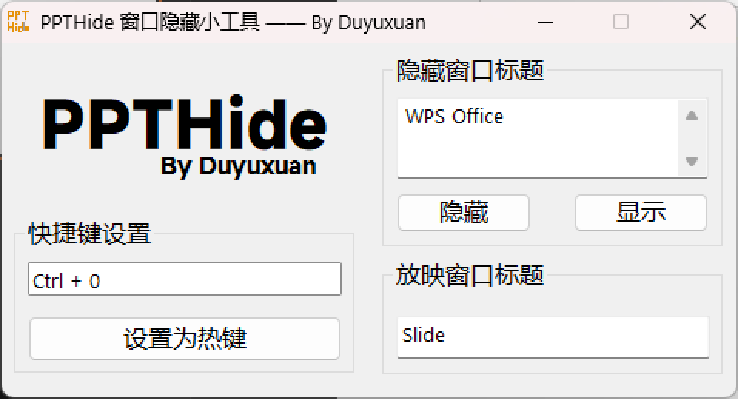 PPT
Hide
PPTHide 窗口隐藏小工具 —— By Duyuxuan
PPTHide
By Duyuxuan
快捷键设置
Ctrl + 0
设置为热键
隐藏窗口标题
WPS Office
隐藏
显示
放映窗口标题
Slide